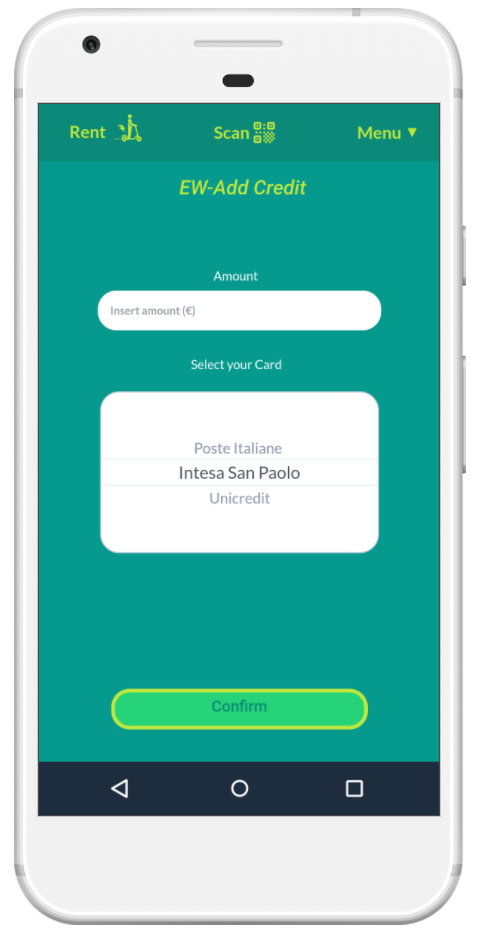 Rent Scan Menu ▼
EW-Add Credit
Amount
Insert amount (€)
Select your Card
Poste Italiane
Intesa San Paolo
Unicredit
Confirm